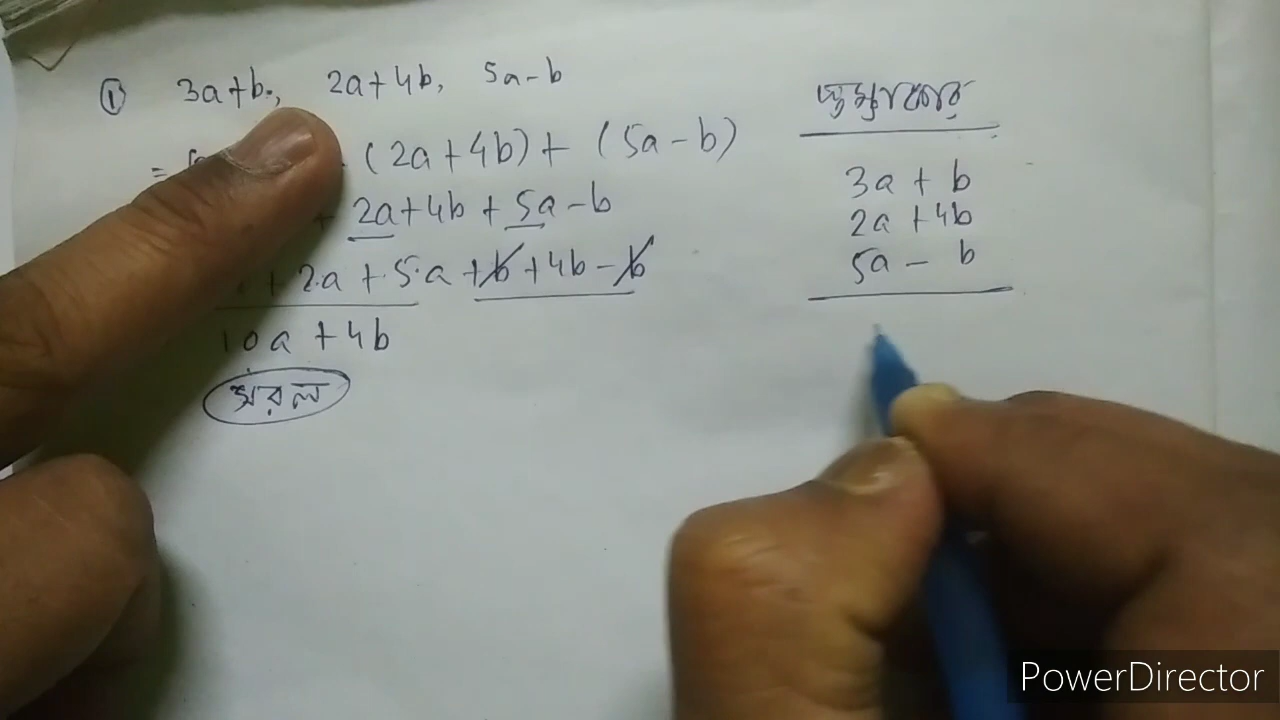 ① 3a+b, 2a+4b, 5a-b
= (2a+4b)+(5a-b)
+ 2a+4b+5a-b
+ 2a+5a+b+4b-b
10a+4b
সরল
3a + b
2a + 4b
5a - b
PowerDirector